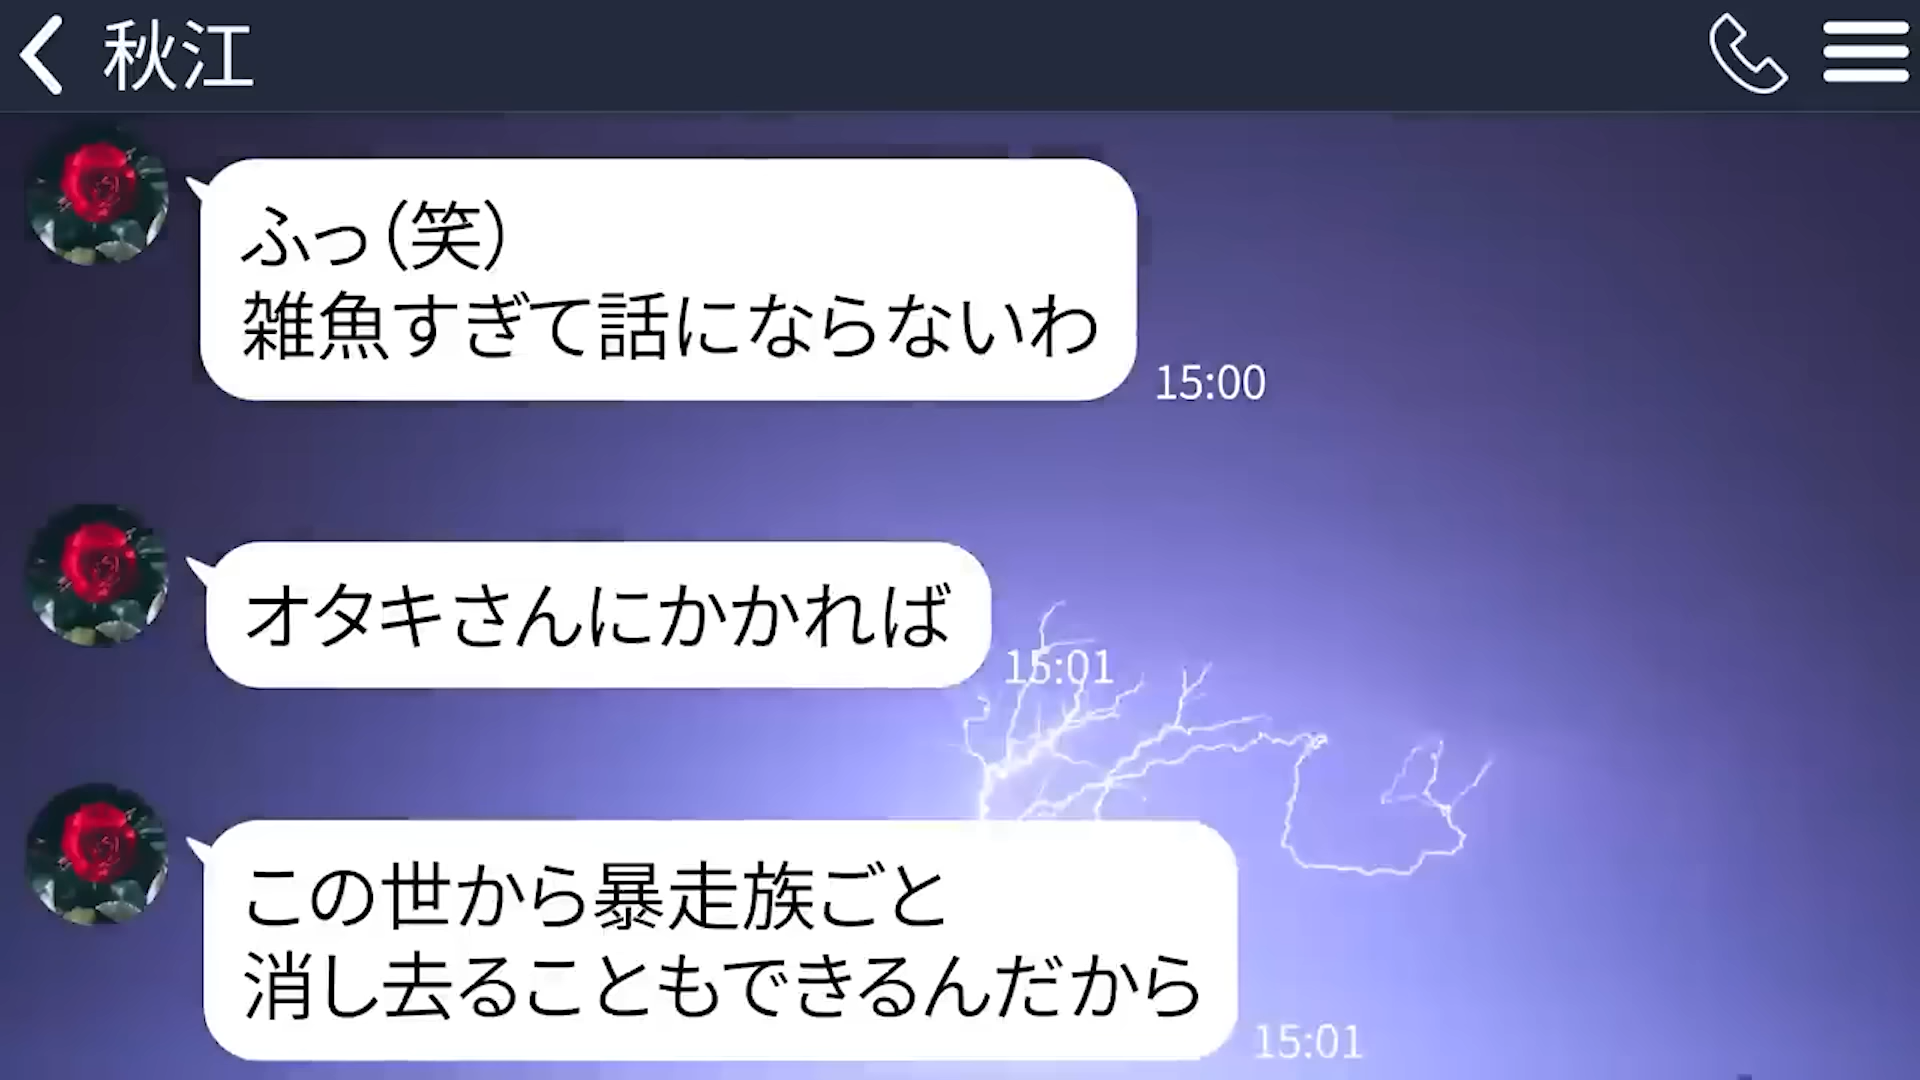 秋江
ふっ(笑)
雑魚すぎて話にならないわ
15:00
オタキさんにかかれば
15:01
この世から暴走族ごと
消し去ることもできるんだから
15:01